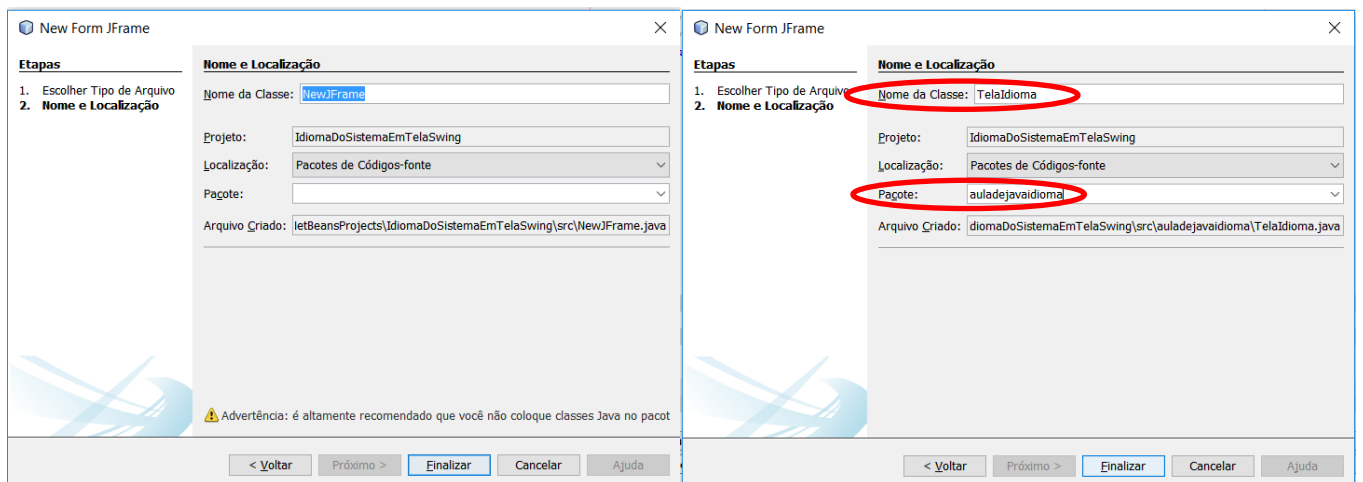 New Form JFrame
Etapas
1. Escolher Tipo de Arquivo
2. Nome e Localização
Nome e Localização
Nome da Classe: NewJFrame
Projeto: IdiomaDoSistemaEmTelaSwing
Localização: Pacotes de Códigos-fonte
Pacote:
Arquivo Criado: letBeansProjects\IdiomaDoSistemaEmTelaSwing\src\NewJFrame.java
Advertência: é altamente recomendado que você não coloque classes Java no pacot
< Voltar Próximo > Finalizar Cancelar Ajuda
New Form JFrame
Etapas
1. Escolher Tipo de Arquivo
2. Nome e Localização
Nome e Localização
Nome da Classe: TelaIdioma
Projeto: IdiomaDoSistemaEmTelaSwing
Localização: Pacotes de Códigos-fonte
Pacote: auladejavaidioma
Arquivo Criado: diomaDoSistemaEmTelaSwing\src\auladejavaidioma\TelaIdioma.java
< Voltar Próximo > Finalizar Cancelar Ajuda